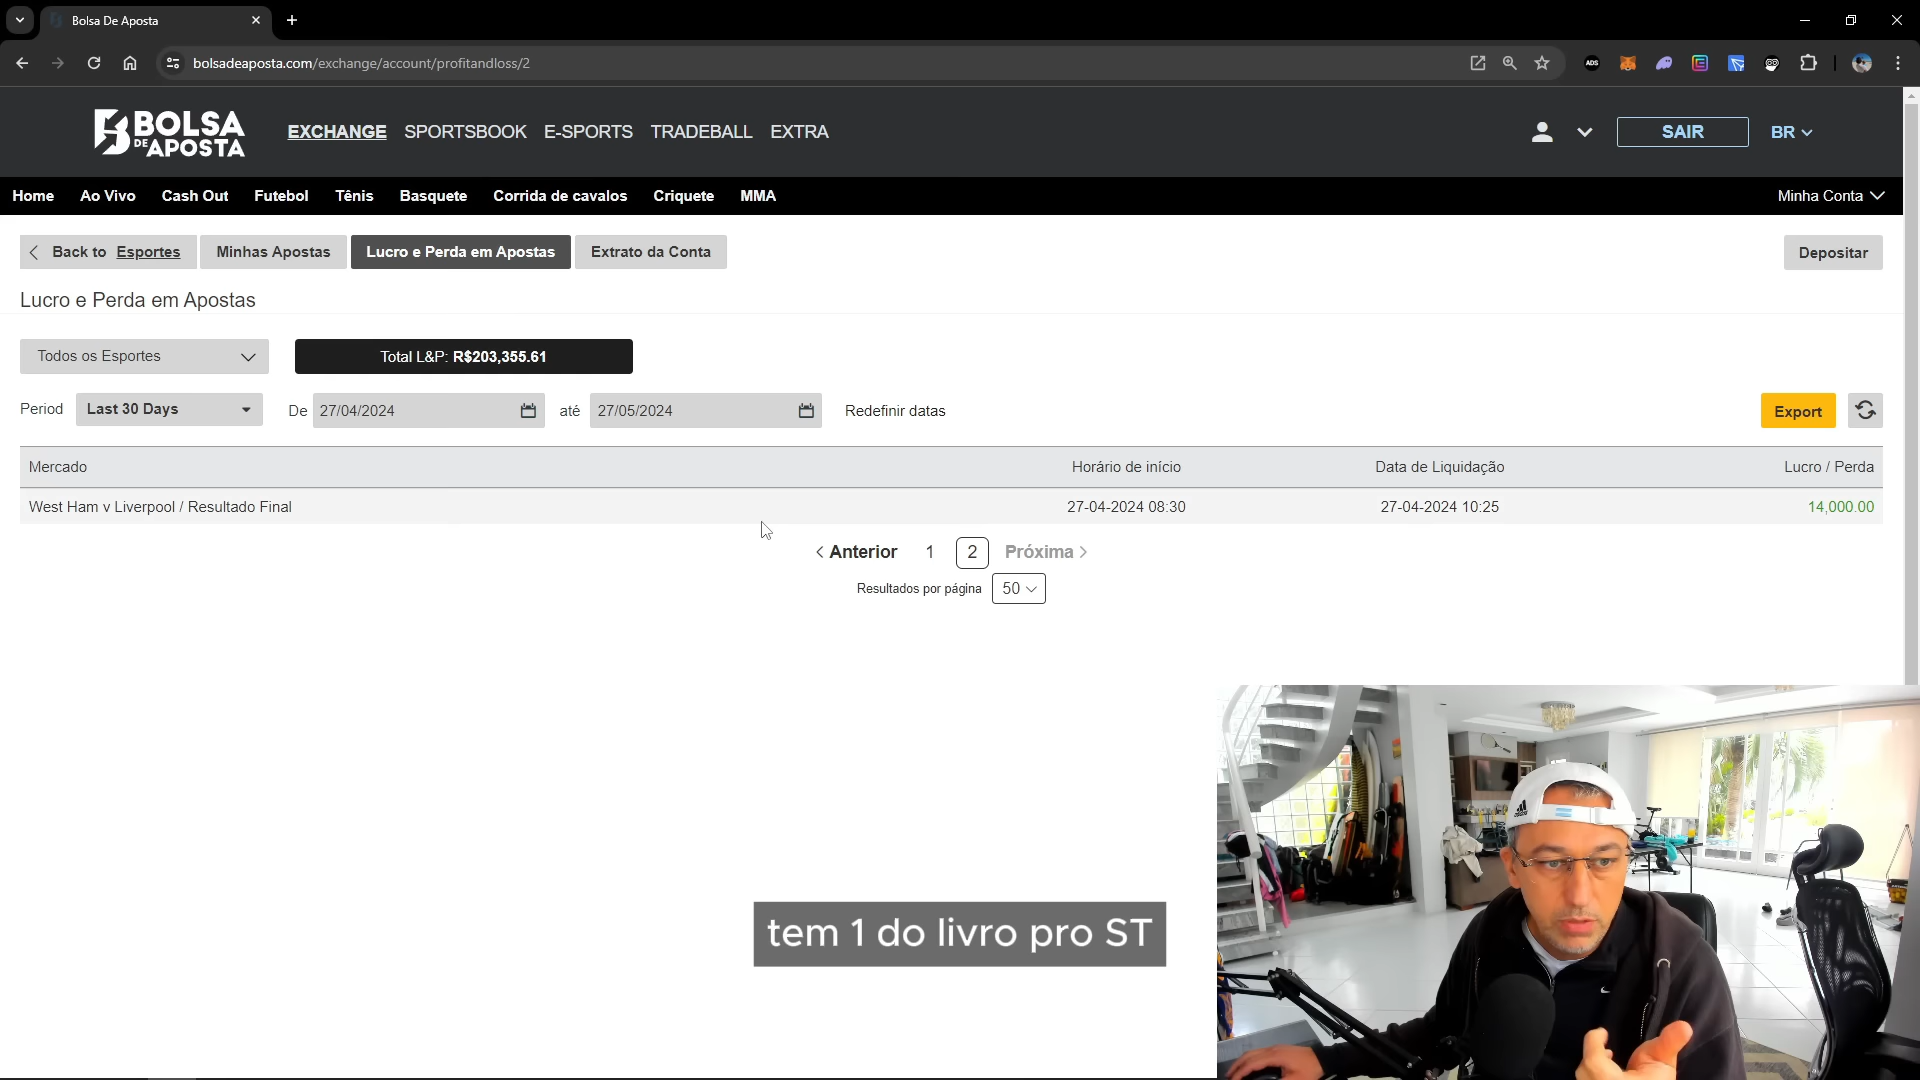 Bolsa De Aposta
bolsadeaposta.com/exchange/account/profitandloss/2
ADS
BOLSA
DE APOSTA
EXCHANGE SPORTSBOOK E-SPORTS TRADEBALL EXTRA
SAIR
BR
Home Ao Vivo Cash Out Futebol Tênis Basquete Corrida de cavalos Criquete MMA
Minha Conta
Back to Esportes Minhas Apostas Lucro e Perda em Apostas Extrato da Conta
Depositar
Lucro e Perda em Apostas
Todos os Esportes
Total L&P: R$203,355.61
Period Last 30 Days De 27/04/2024 até 27/05/2024 Redefinir datas
Export
Mercado Horário de início Data de Liquidação Lucro / Perda
West Ham v Liverpool / Resultado Final 27-04-2024 08:30 27-04-2024 10:25 14,000.00
< Anterior 1 2 Próxima >
Resultados por página 50
adidas
tem 1 do livro pro ST